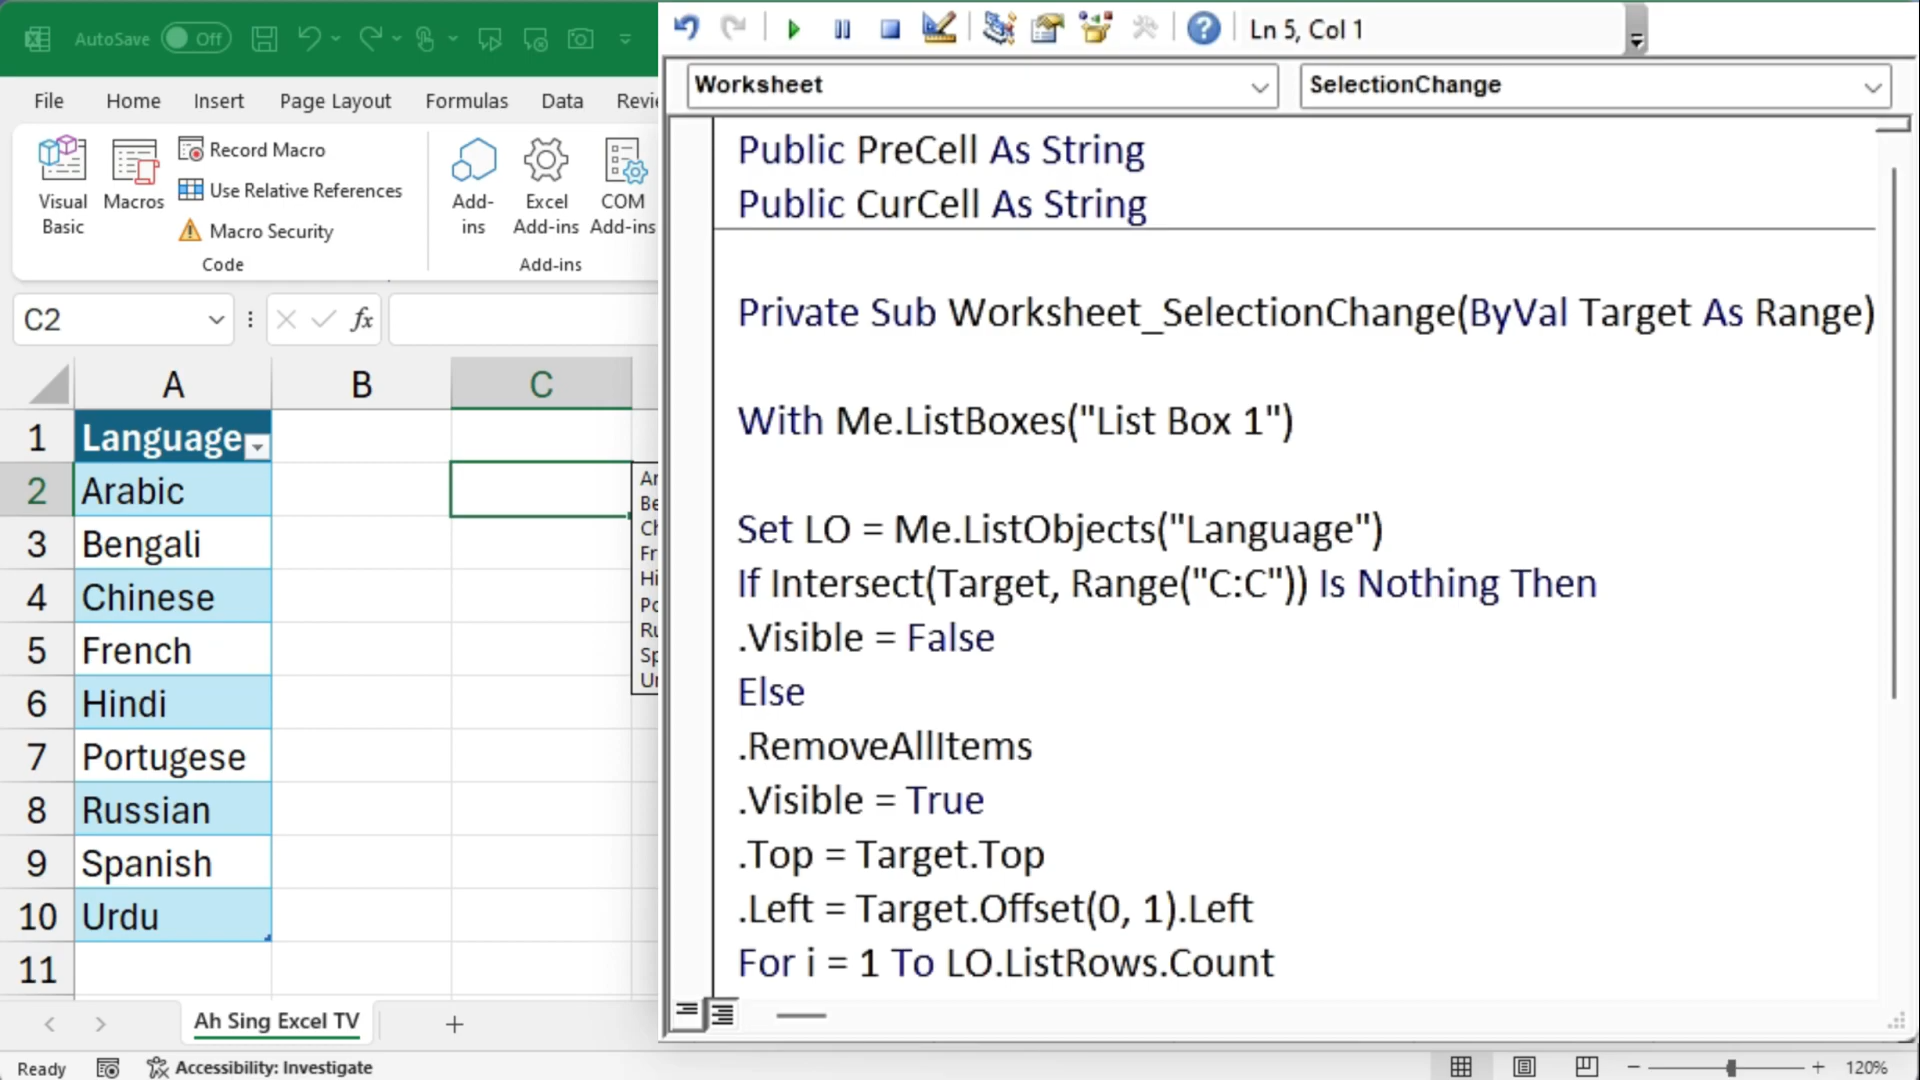 AutoSave Off
File Home Insert Page Layout Formulas Data
Visual Basic
Macros
Record Macro
Use Relative References
Macro Security
Code
Add-ins
Excel Add-ins
COM Add-ins
Add-ins
C2
fx
A B C
1 Language
2 Arabic
3 Bengali
4 Chinese
5 French
6 Hindi
7 Portugese
8 Russian
9 Spanish
10 Urdu
11
Ah Sing Excel TV
Ready
Accessibility: Investigate
Ln 5, Col 1
Worksheet
SelectionChange
Public PreCell As String
Public CurCell As String
Private Sub Worksheet_SelectionChange(ByVal Target As Range)
With Me.ListBoxes("List Box 1")
Set LO = Me.ListObjects("Language")
If Intersect(Target, Range("C:C")) Is Nothing Then
.Visible = False
Else
.RemoveAllItems
.Visible = True
.Top = Target.Top
.Left = Target.Offset(0, 1).Left
For i = 1 To LO.ListRows.Count
120%